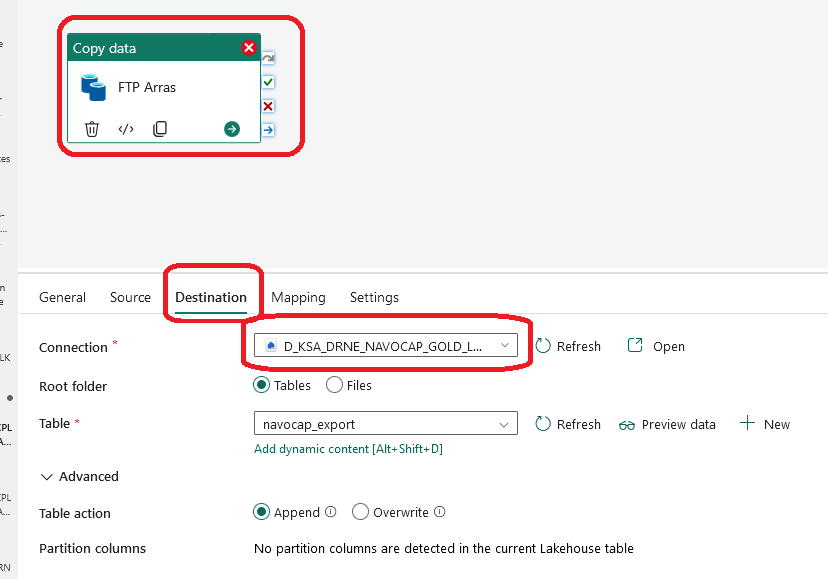 Copy data
FTP Arras
General Source Destination Mapping Settings
Connection * D_KSA_DRNE_NAVOCAP_GOLD_L... Refresh Open
Root folder Tables Files
Table * navocap_export Refresh Preview data New
Add dynamic content [Alt+Shift+D]
Advanced
Table action Append Overwrite
Partition columns No partition columns are detected in the current Lakehouse table